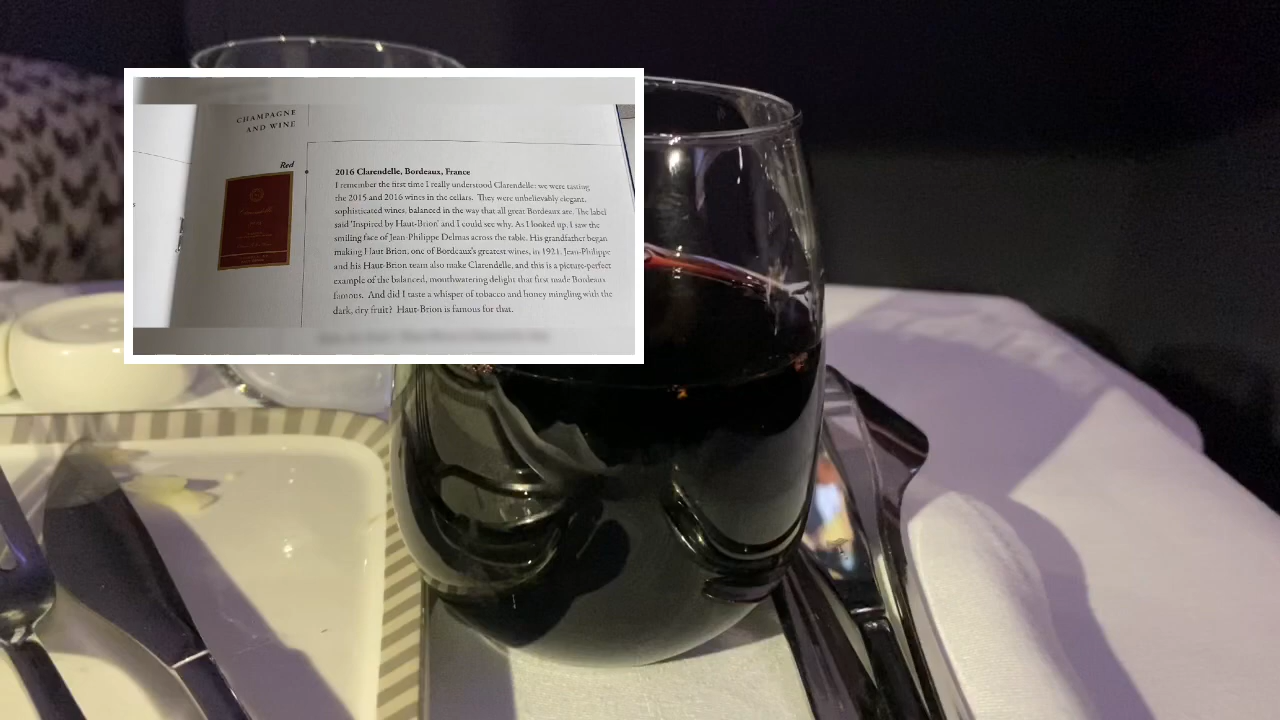 CHAMPAGNE
AND WINE
Red
2016 Clarendelle, Bordeaux, France
I remember the first time I really understood Clarendelle: we were tasting
the 2015 and 2016 wines in the cellars. They were unbelievably elegant,
sophisticated wines, balanced in the way that all great Bordeaux are. The label
said 'Inspired by Haut-Brion' and I could see why. As I looked up, I saw the
smiling face of Jean-Philippe Delmas across the table. His grandfather began
making Haut-Brion, one of Bordeaux's greatest wines, in 1921. Jean-Philippe
and his Haut-Brion team also make Clarendelle, and this is a picture-perfect
example of the balanced, mouthwatering delight that first made Bordeaux
famous. And did I taste a whisper of tobacco and honey mingling with the
dark, dry fruit? Haut-Brion is famous for that.